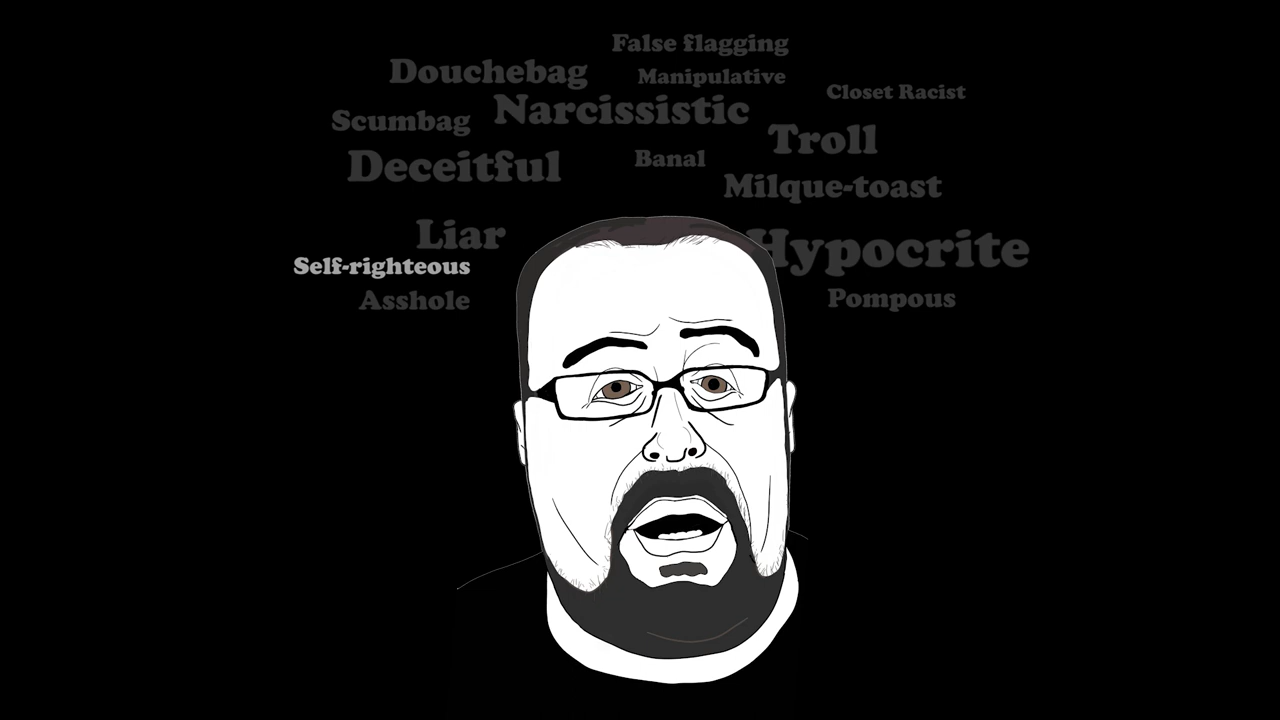 False flagging
Douchebag
Manipulative
Closet Racist
Narcissistic
Scumbag
Troll
Banal
Deceitful
Milque-toast
Liar
Hypocrite
Self-righteous
Pompous
Asshole